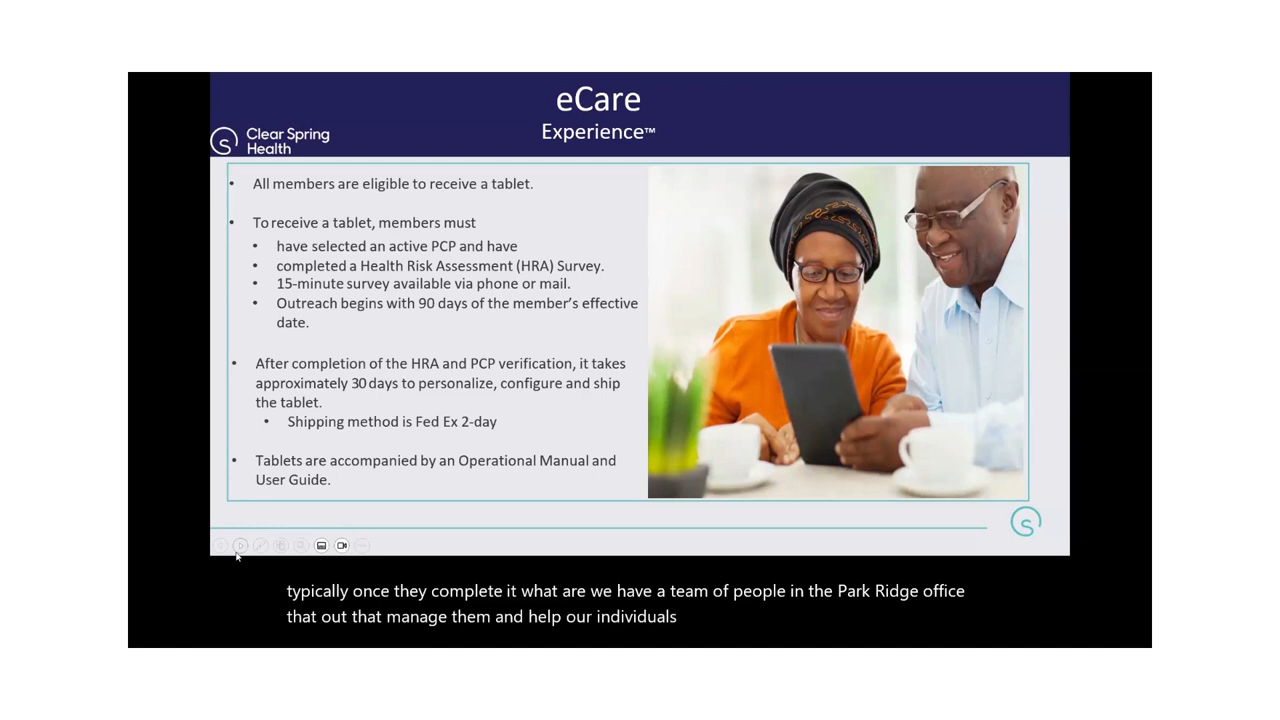 eCare
Experience™
Clear Spring
Health
• All members are eligible to receive a tablet.
• To receive a tablet, members must
• have selected an active PCP and have
• completed a Health Risk Assessment (HRA) Survey.
• 15-minute survey available via phone or mail.
• Outreach begins with 90 days of the member's effective
date.
• After completion of the HRA and PCP verification, it takes
approximately 30 days to personalize, configure and ship
the tablet.
• Shipping method is Fed Ex 2-day
• Tablets are accompanied by an Operational Manual and
User Guide.
typically once they complete it what are we have a team of people in the Park Ridge office
that out that manage them and help our individuals